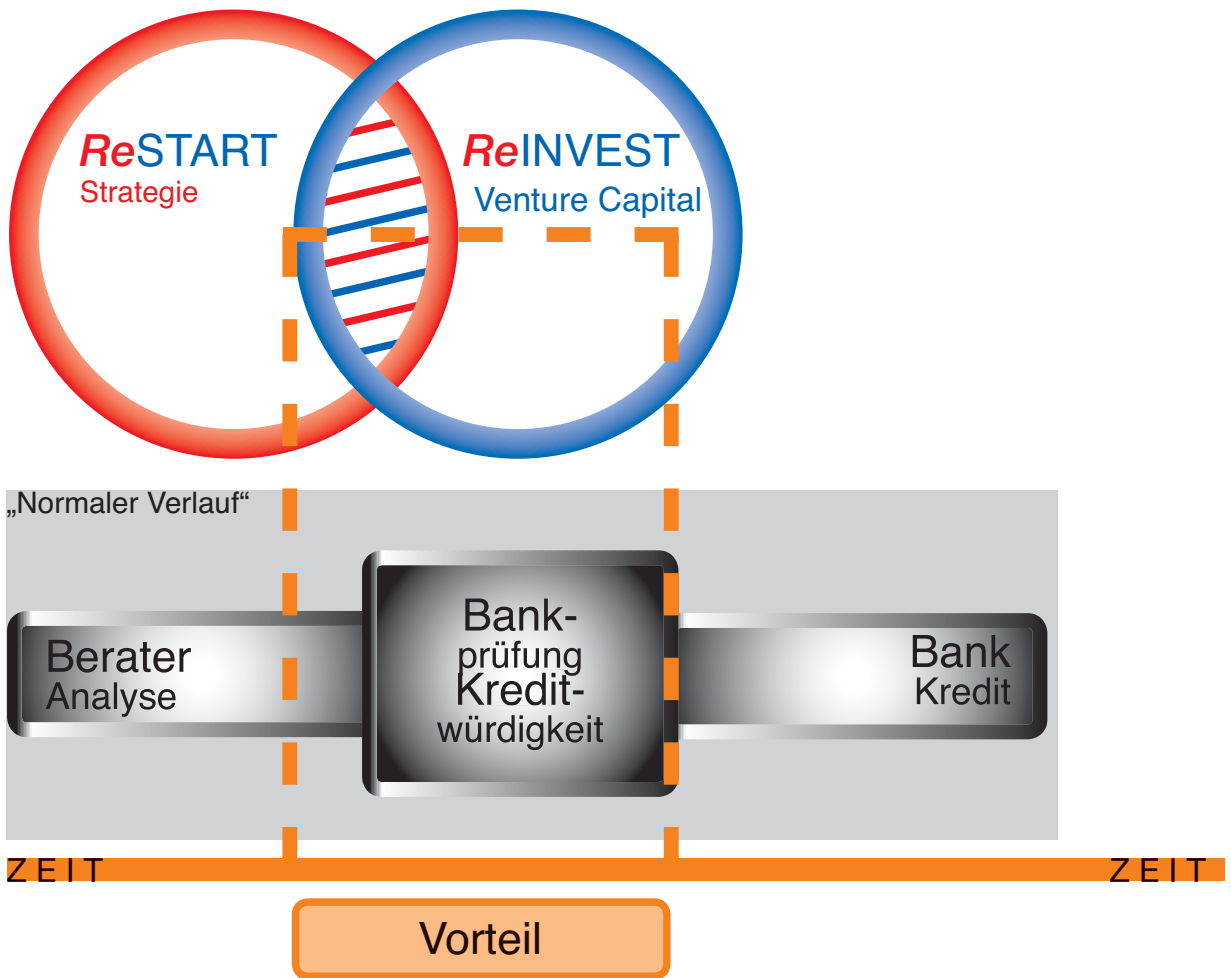 ReSTART
Strategie
ReINVEST
Venture Capital
„Normaler Verlauf“
Berater
Analyse
Bank-
prüfung
Kredit-
würdigkeit
Bank
Kredit
ZEIT
ZEIT
Vorteil